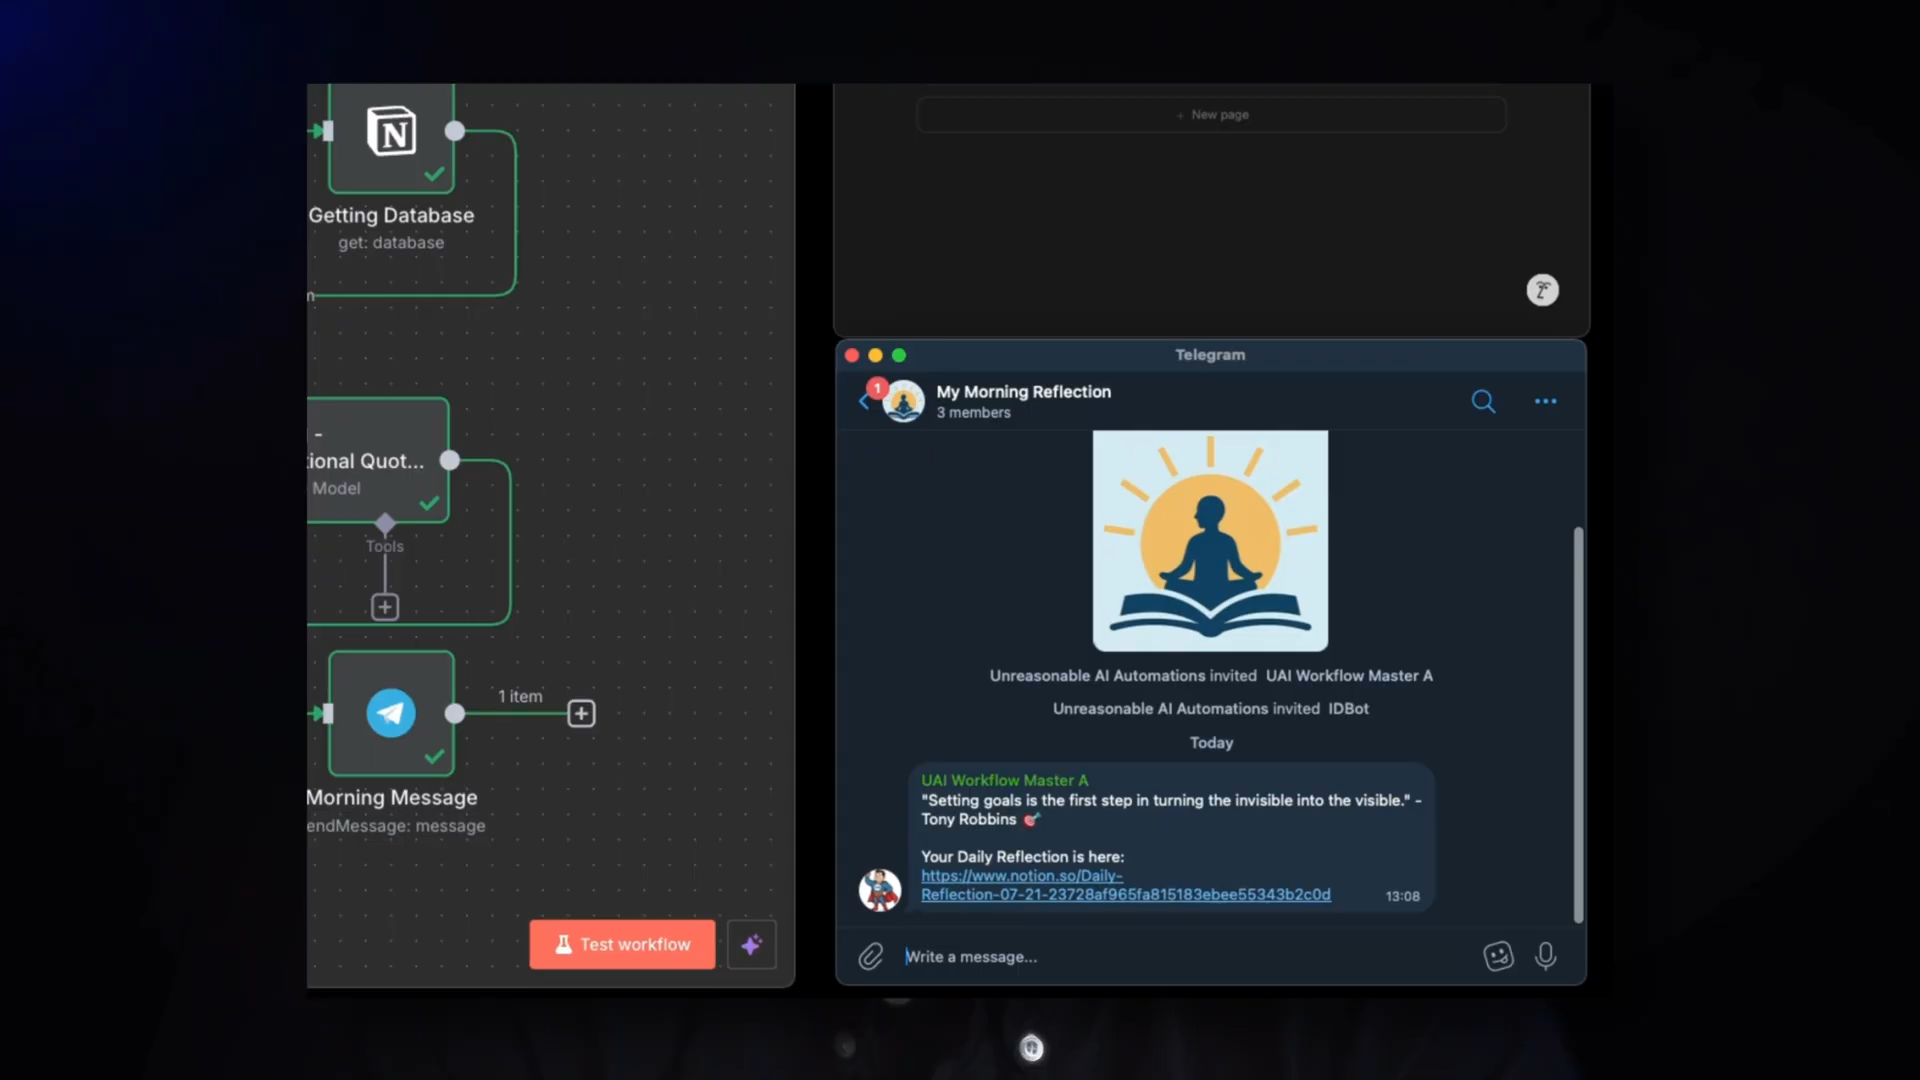 N
Getting Database
get: database
-
tional Quot...
Model
Tools
1 item
Morning Message
endMessage: message
Test workflow
+ New page
Telegram
1
My Morning Reflection
3 members
Unreasonable AI Automations invited UAI Workflow Master A
Unreasonable AI Automations invited IDBot
Today
UAI Workflow Master A
"Setting goals is the first step in turning the invisible into the visible." -
Tony Robbins 🎯
Your Daily Reflection is here:
https://www.notion.so/Daily-
Reflection-07-21-23728af965fa815183ebee55343b2c0d
13:08
Write a message...